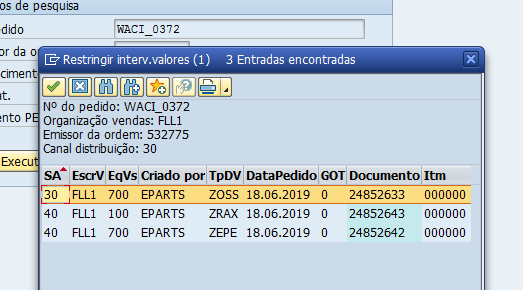 os de pesquisa
edido WACI_0372
or da o
Restringir interv.valores (1) 3 Entradas encontradas
ciment
at.
ento PE
Execut
Nº do pedido: WACI_0372
Organização vendas: FLL1
Emissor da ordem: 532775
Canal distribuição: 30
SA EscrV EqVs Criado por TpDV DataPedido GOT Documento Itm
30 FLL1 700 EPARTS ZOSS 18.06.2019 0 24852633 000000
40 FLL1 100 EPARTS ZRAX 18.06.2019 0 24852643 000000
40 FLL1 700 EPARTS ZEPE 18.06.2019 0 24852642 000000